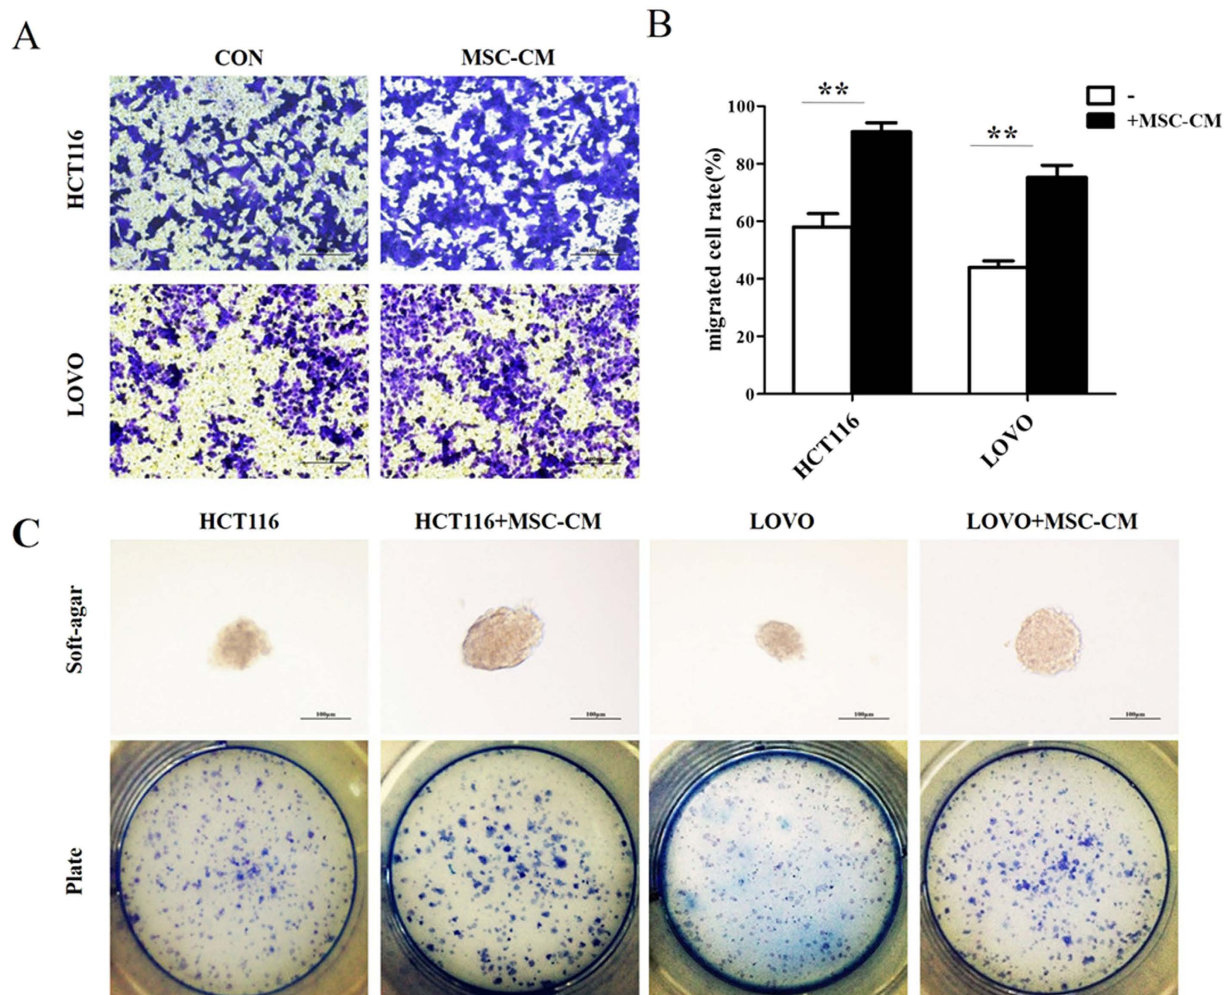 A
CON
MSC-CM
HCT116
LOVO
B
**
**
-
+MSC-CM
migrated cell rate(%)
100
80
60
40
20
0
HCT116
LOVO
C
HCT116
HCT116+MSC-CM
LOVO
LOVO+MSC-CM
Soft-agar
100μm
100μm
100μm
100μm
Plate